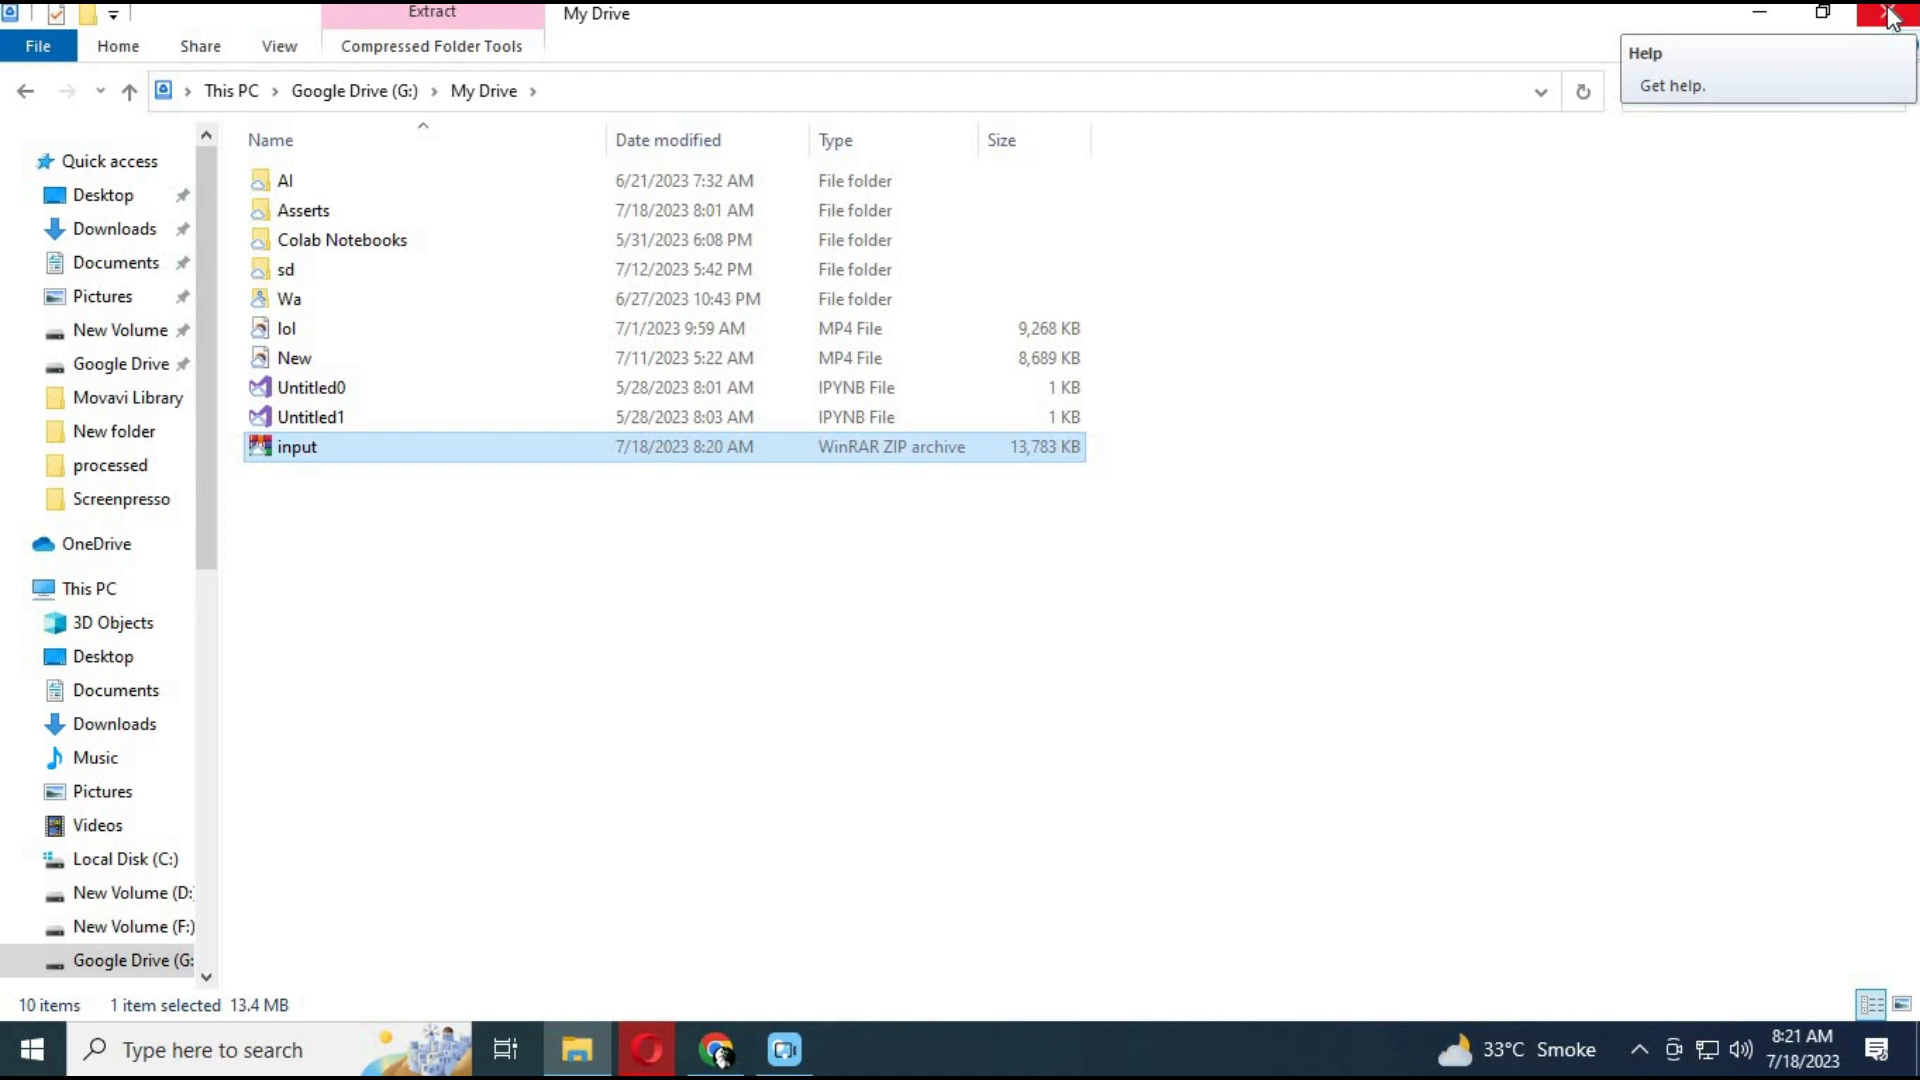 Extract
My Drive
File
Home
Share
View
Compressed Folder Tools
Help
Get help.
This PC
Google Drive (G:)
My Drive
Name
Date modified
Type
Size
Quick access
Desktop
Downloads
Documents
Pictures
New Volume
Google Drive
Movavi Library
New folder
processed
Screenpresso
OneDrive
This PC
3D Objects
Desktop
Documents
Downloads
Music
Pictures
Videos
Local Disk (C:)
New Volume (D:
New Volume (F:)
Google Drive (G:
AI 6/21/2023 7:32 AM File folder
Asserts 7/18/2023 8:01 AM File folder
Colab Notebooks 5/31/2023 6:08 PM File folder
sd 7/12/2023 5:42 PM File folder
Wa 6/27/2023 10:43 PM File folder
lol 7/1/2023 9:59 AM MP4 File 9,268 KB
New 7/11/2023 5:22 AM MP4 File 8,689 KB
Untitled0 5/28/2023 8:01 AM IPYNB File 1 KB
Untitled1 5/28/2023 8:03 AM IPYNB File 1 KB
input 7/18/2023 8:20 AM WinRAR ZIP archive 13,783 KB
10 items 1 item selected 13.4 MB
Type here to search
33°C Smoke
8:21 AM
7/18/2023